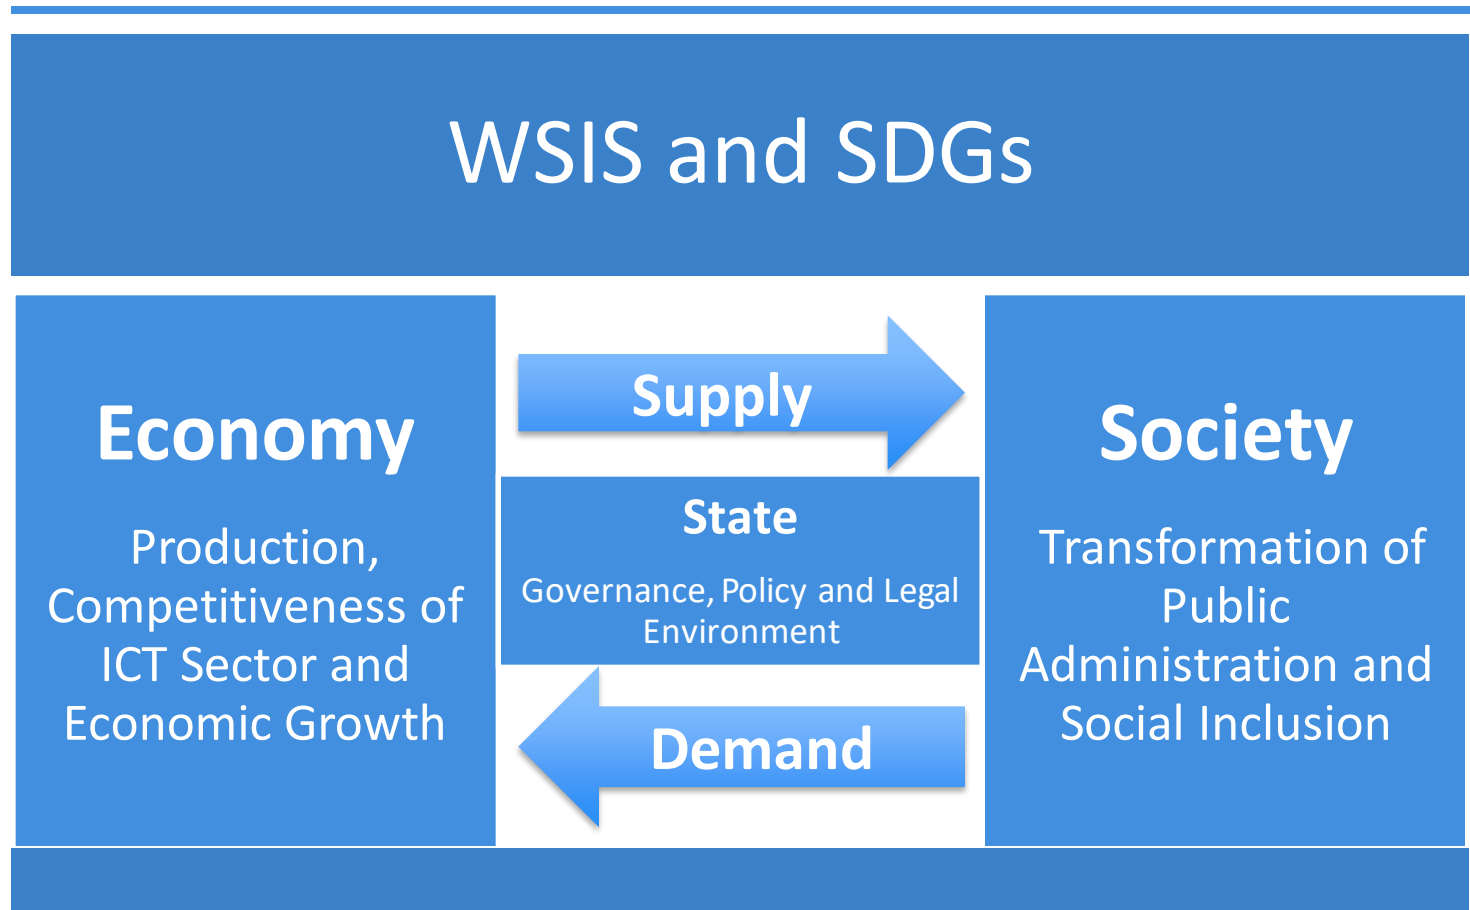 WSIS and SDGs
Economy
Production,
Competitiveness of
ICT Sector and
Economic Growth
Supply
State
Governance, Policy and Legal
Environment
Demand
Society
Transformation of
Public
Administration and
Social Inclusion